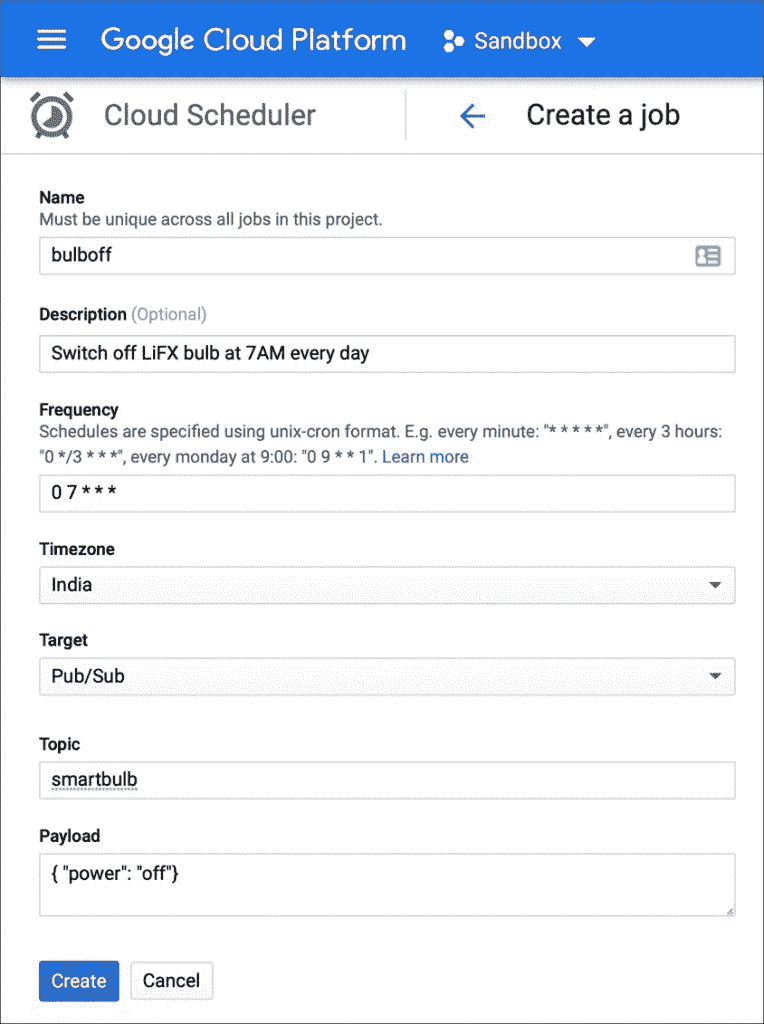 Google Cloud Platform Sandbox
Cloud Scheduler Create a job
Name
Must be unique across all jobs in this project.
bulboff
Description (Optional)
Switch off LiFX bulb at 7AM every day
Frequency
Schedules are specified using unix-cron format. E.g. every minute: "* * * * *", every 3 hours:
"0 */3 * * *", every monday at 9:00: "0 9 * * 1". Learn more
0 7 * * *
Timezone
India
Target
Pub/Sub
Topic
smartbulb
Payload
{ "power": "off"}
Create Cancel